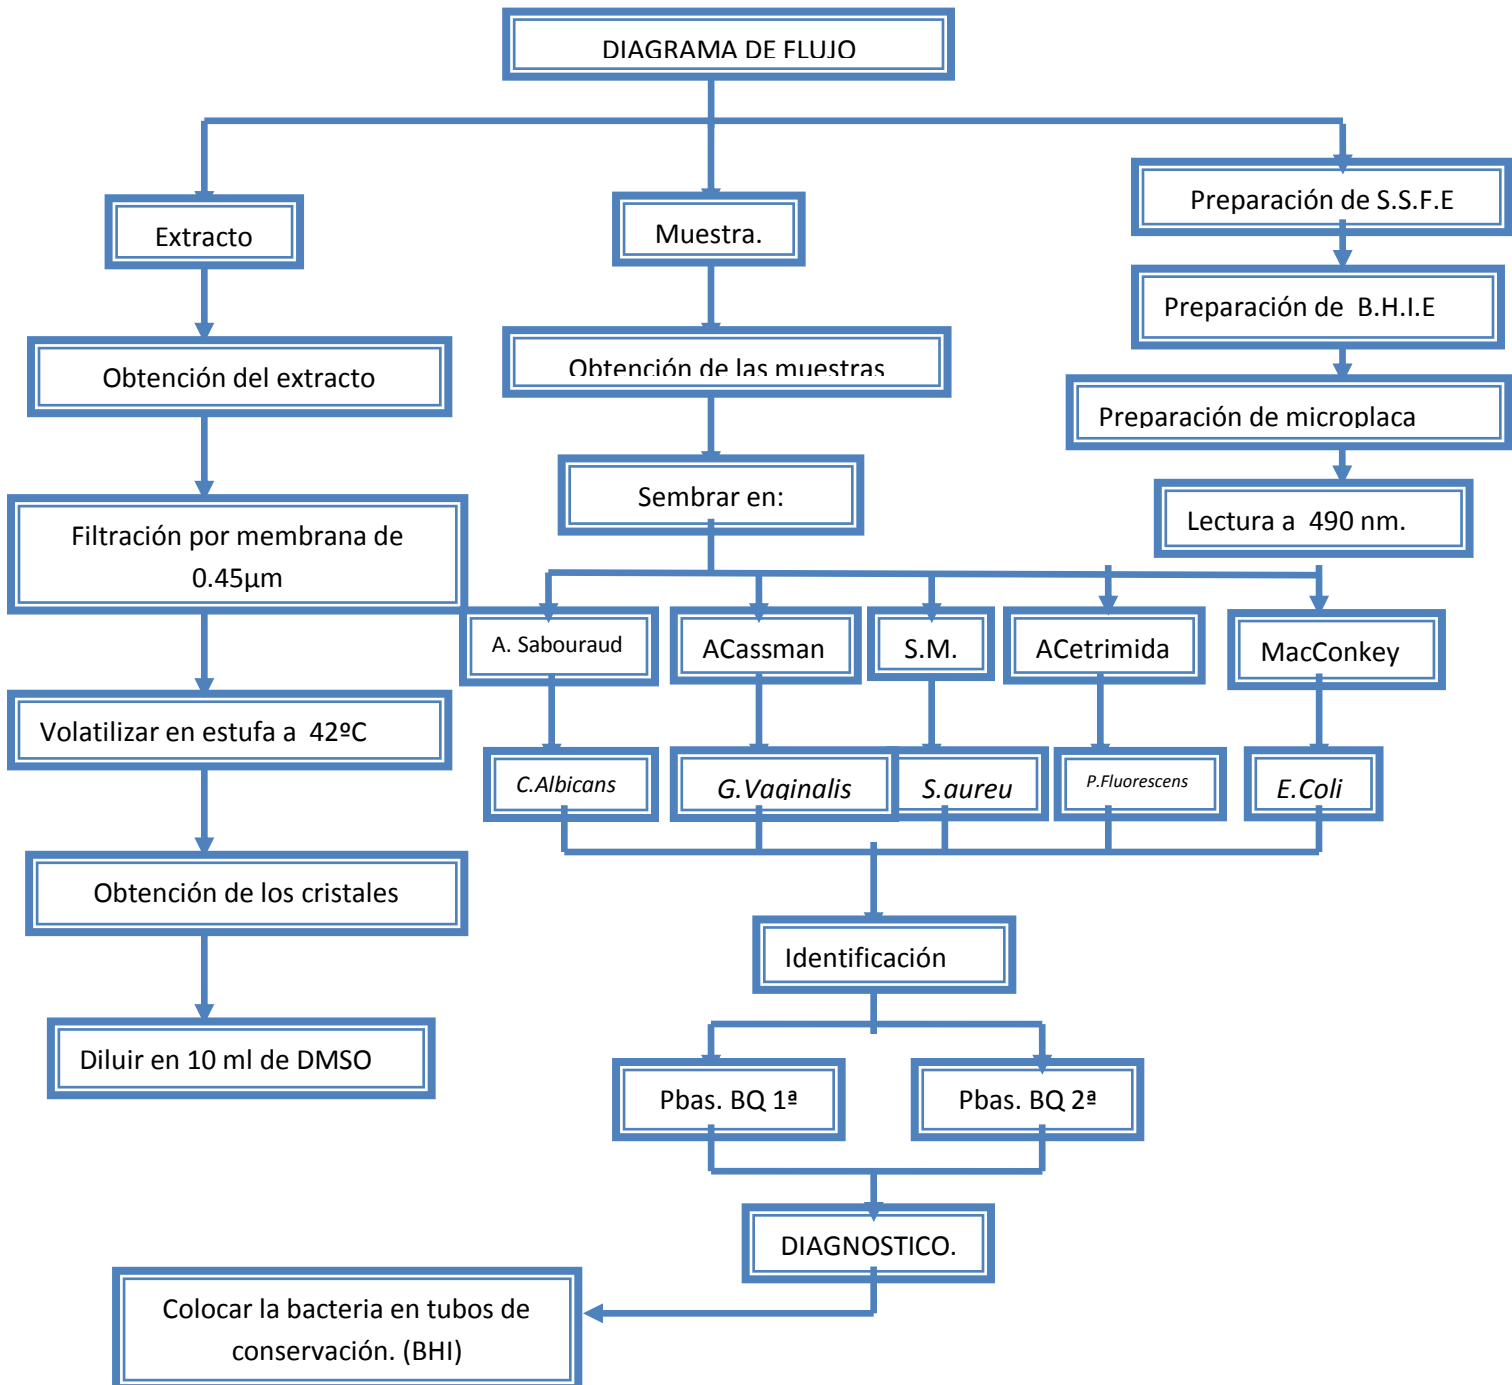 DIAGRAMA DE FLUJO
Extracto
Obtención del extracto
Filtración por membrana de
0.45µm
Volatilizar en estufa a 42ºC
Obtención de los cristales
Diluir en 10 ml de DMSO
Muestra.
Obtención de las muestras
Sembrar en:
A. Sabouraud
ACassman
S.M.
ACetrimida
MacConkey
C.Albicans
G.Vaginalis
S.aureu
P.Fluorescens
E.Coli
Identificación
Pbas. BQ 1ª
Pbas. BQ 2ª
DIAGNOSTICO.
Colocar la bacteria en tubos de
conservación. (BHI)
Preparación de S.S.F.E
Preparación de B.H.I.E
Preparación de microplaca
Lectura a 490 nm.